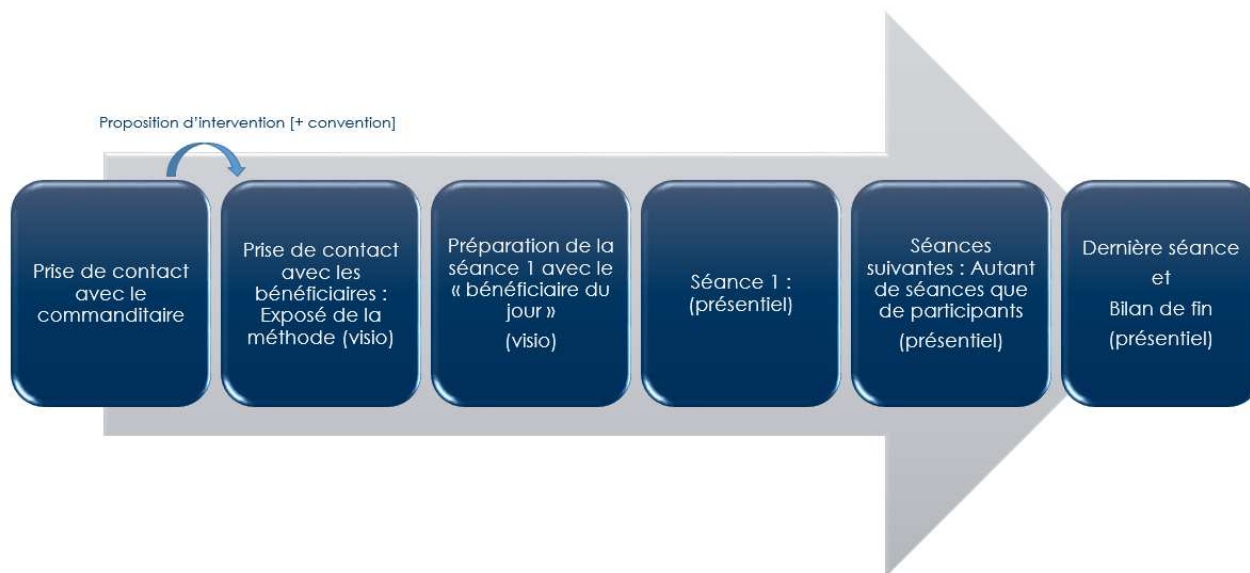 Proposition d'intervention [+ convention]
Prise de contact
avec le
commanditaire
Prise de contact
avec les
bénéficiaires :
Exposé de la
méthode (visio)
Préparation de la
séance 1 avec le
« bénéficiaire du
jour »
(visio)
Séance 1 :
(présentiel)
Séances
suivantes : Autant
de séances que
de participants
(présentiel)
Dernière séance
et
Bilan de fin
(présentiel)